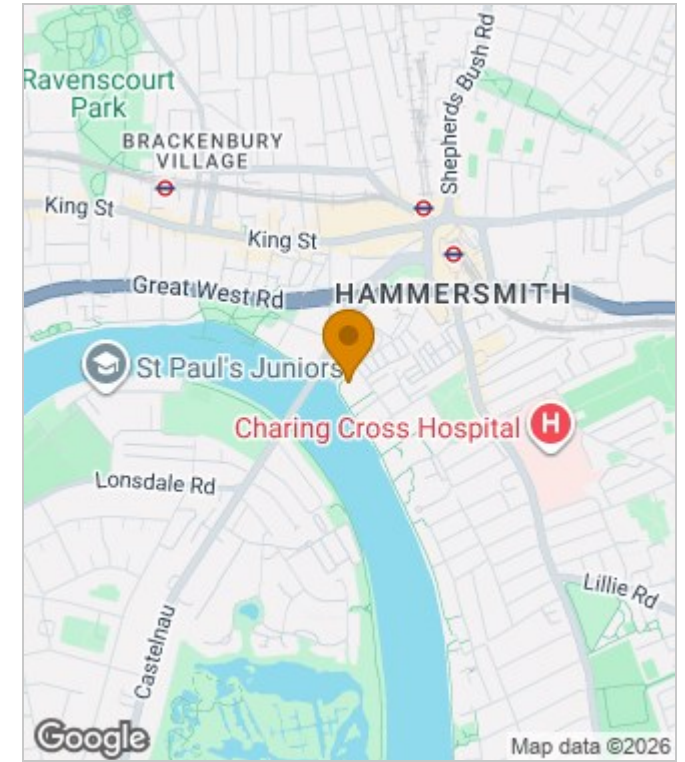 Shepherds Bush Rd
Ravenscourt
Park
BRACKENBURY
VILLAGE
King St
King St
Great West Rd
HAMMERSMITH
St Paul's Juniors
Charing Cross Hospital
H
Lonsdale Rd
Lillie Rd
Castelnau
Google
Map data ©2026